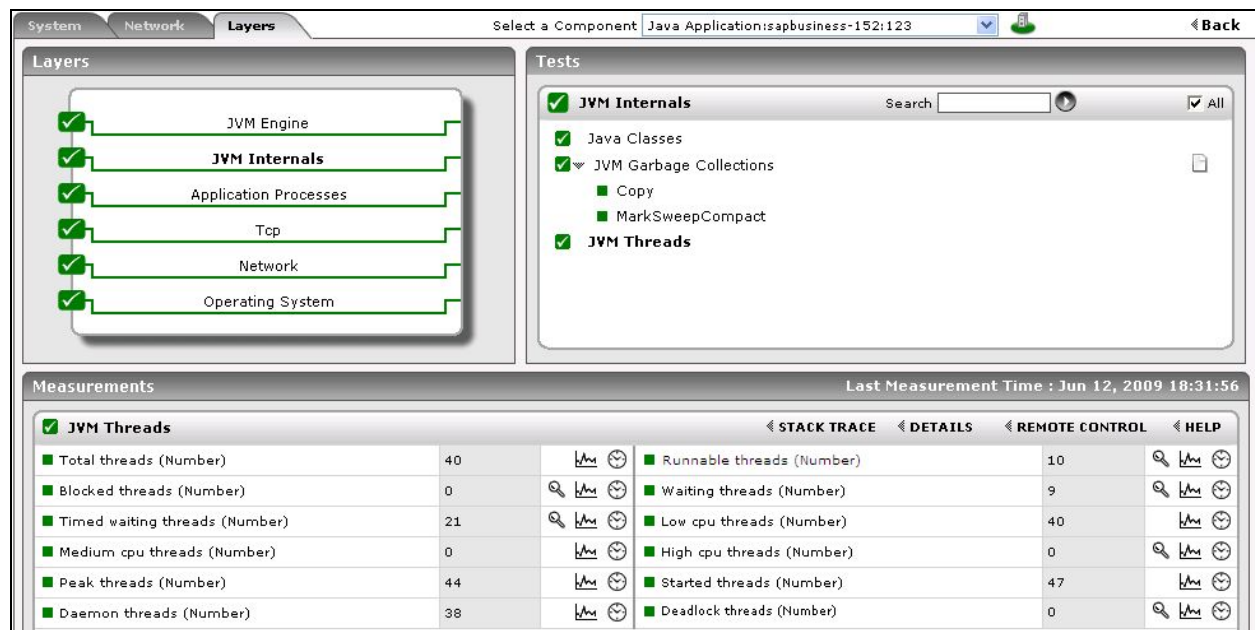 System Network Layers Select a Component Java Application:sapbusiness-152:123 Back
Layers
JVM Engine
JVM Internals
Application Processes
Tcp
Network
Operating System
Tests
JVM Internals Search All
Java Classes
JVM Garbage Collections
Copy
MarkSweepCompact
JVM Threads
Measurements Last Measurement Time : Jun 12, 2009 18:31:56
JVM Threads STACK TRACE DETAILS REMOTE CONTROL HELP
Total threads (Number) 40 Runnable threads (Number) 10
Blocked threads (Number) 0 Waiting threads (Number) 9
Timed waiting threads (Number) 21 Low cpu threads (Number) 40
Medium cpu threads (Number) 0 High cpu threads (Number) 0
Peak threads (Number) 44 Started threads (Number) 47
Daemon threads (Number) 38 Deadlock threads (Number) 0